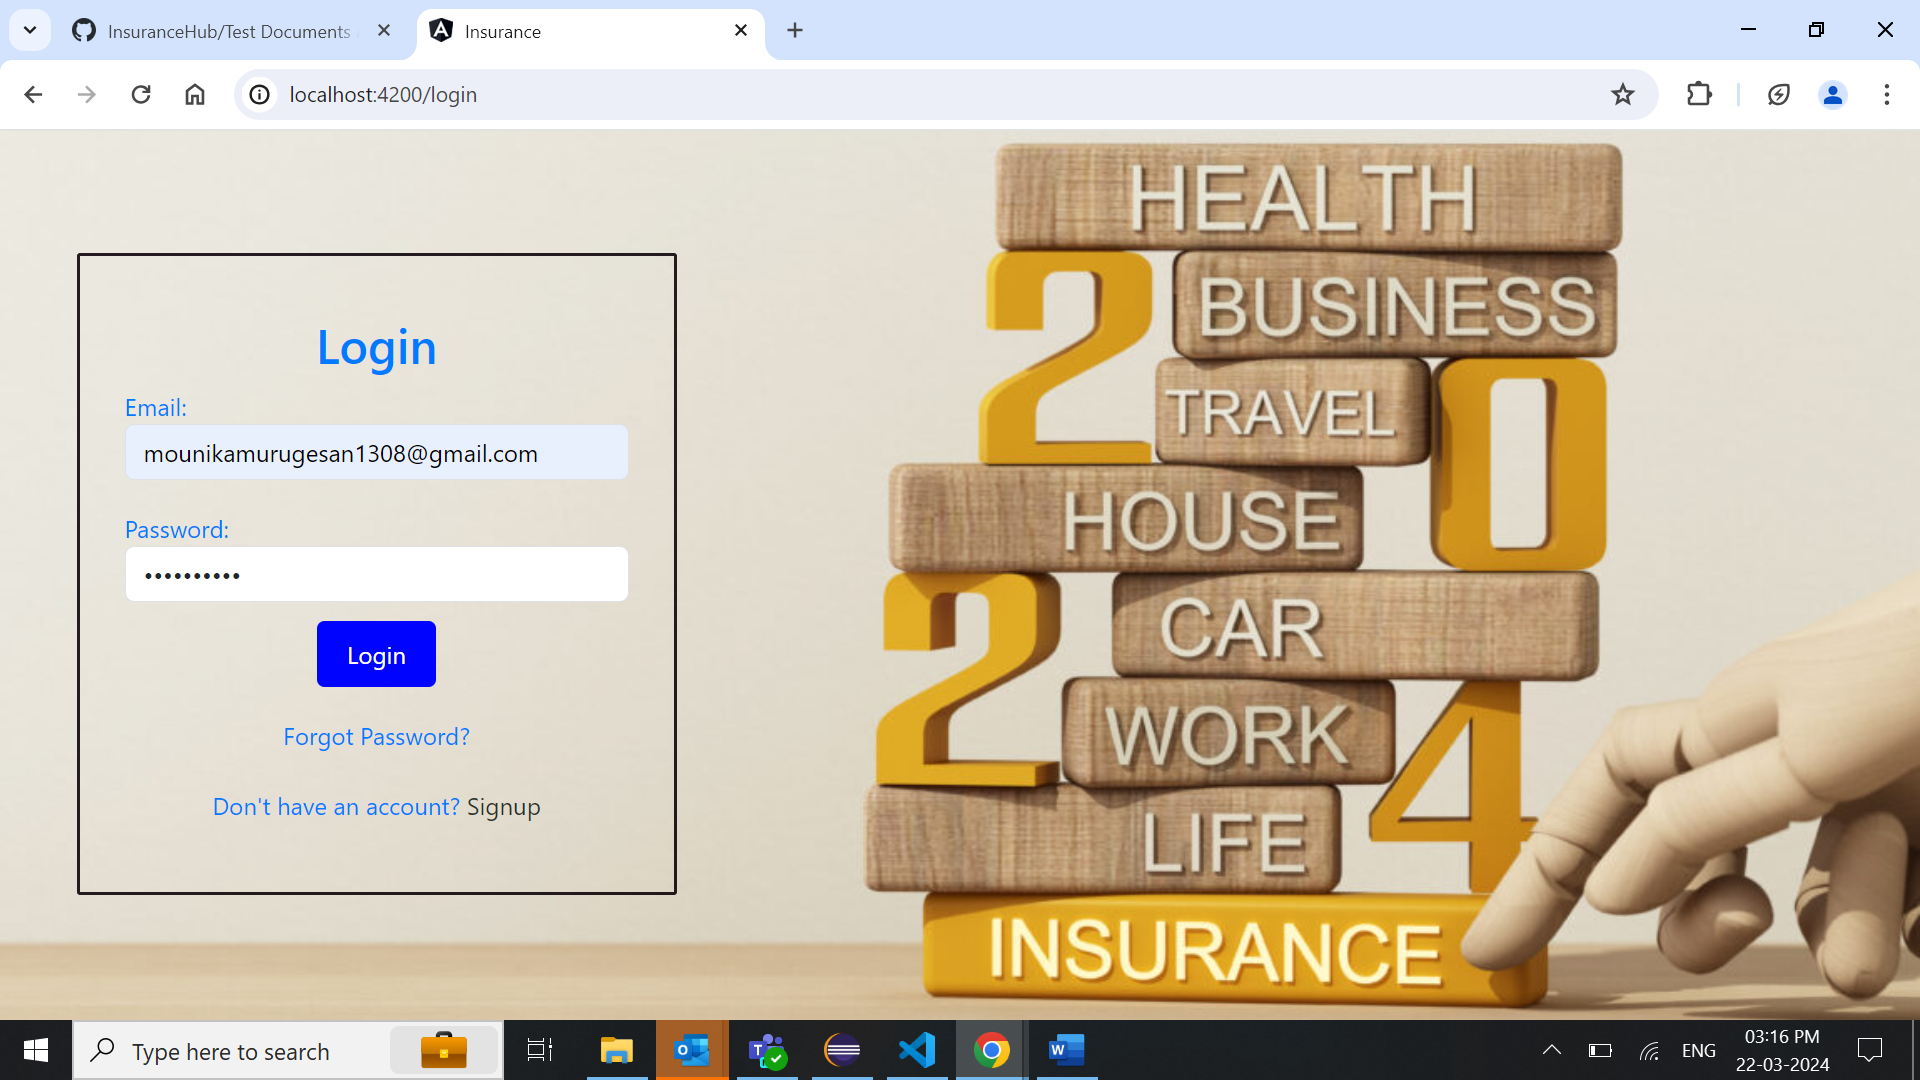 InsuranceHub/Test Documents
Insurance
localhost:4200/login
HEALTH
2 BUSINESS
TRAVEL 0
HOUSE
2 CAR
WORK 4
LIFE
INSURANCE
Login
Email:
mounikamurugesan1308@gmail.com
Password:
••••••••••
Login
Forgot Password?
Don't have an account? Signup
Type here to search
ENG
03:16 PM
22-03-2024